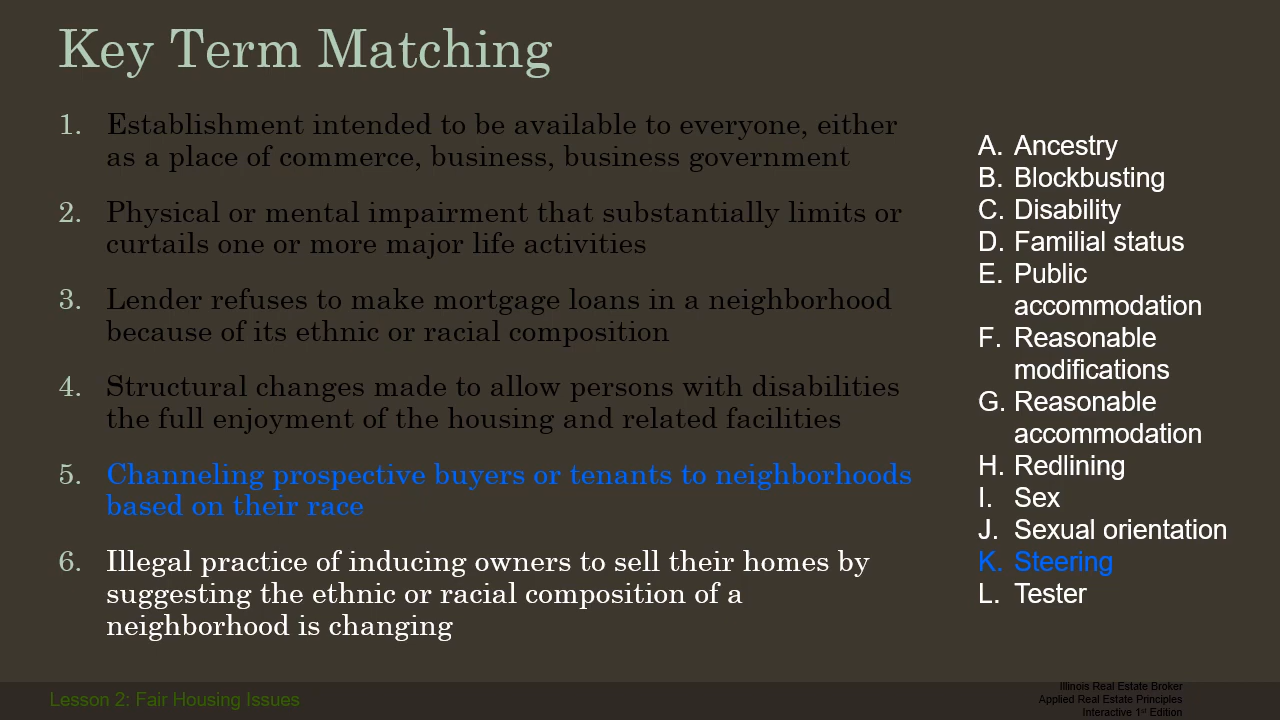 Key Term Matching
1. Establishment intended to be available to everyone, either
as a place of commerce, business, business government
2. Physical or mental impairment that substantially limits or
curtails one or more major life activities
3. Lender refuses to make mortgage loans in a neighborhood
because of its ethnic or racial composition
4. Structural changes made to allow persons with disabilities
the full enjoyment of the housing and related facilities
5. Channeling prospective buyers or tenants to neighborhoods
based on their race
6. Illegal practice of inducing owners to sell their homes by
suggesting the ethnic or racial composition of a
neighborhood is changing
A. Ancestry
B. Blockbusting
C. Disability
D. Familial status
E. Public
accommodation
F. Reasonable
modifications
G. Reasonable
accommodation
H. Redlining
I. Sex
J. Sexual orientation
K. Steering
L. Tester
Lesson 2: Fair Housing Issues
Illinois Real Estate Broker
Applied Real Estate Principles
Interactive 1st Edition